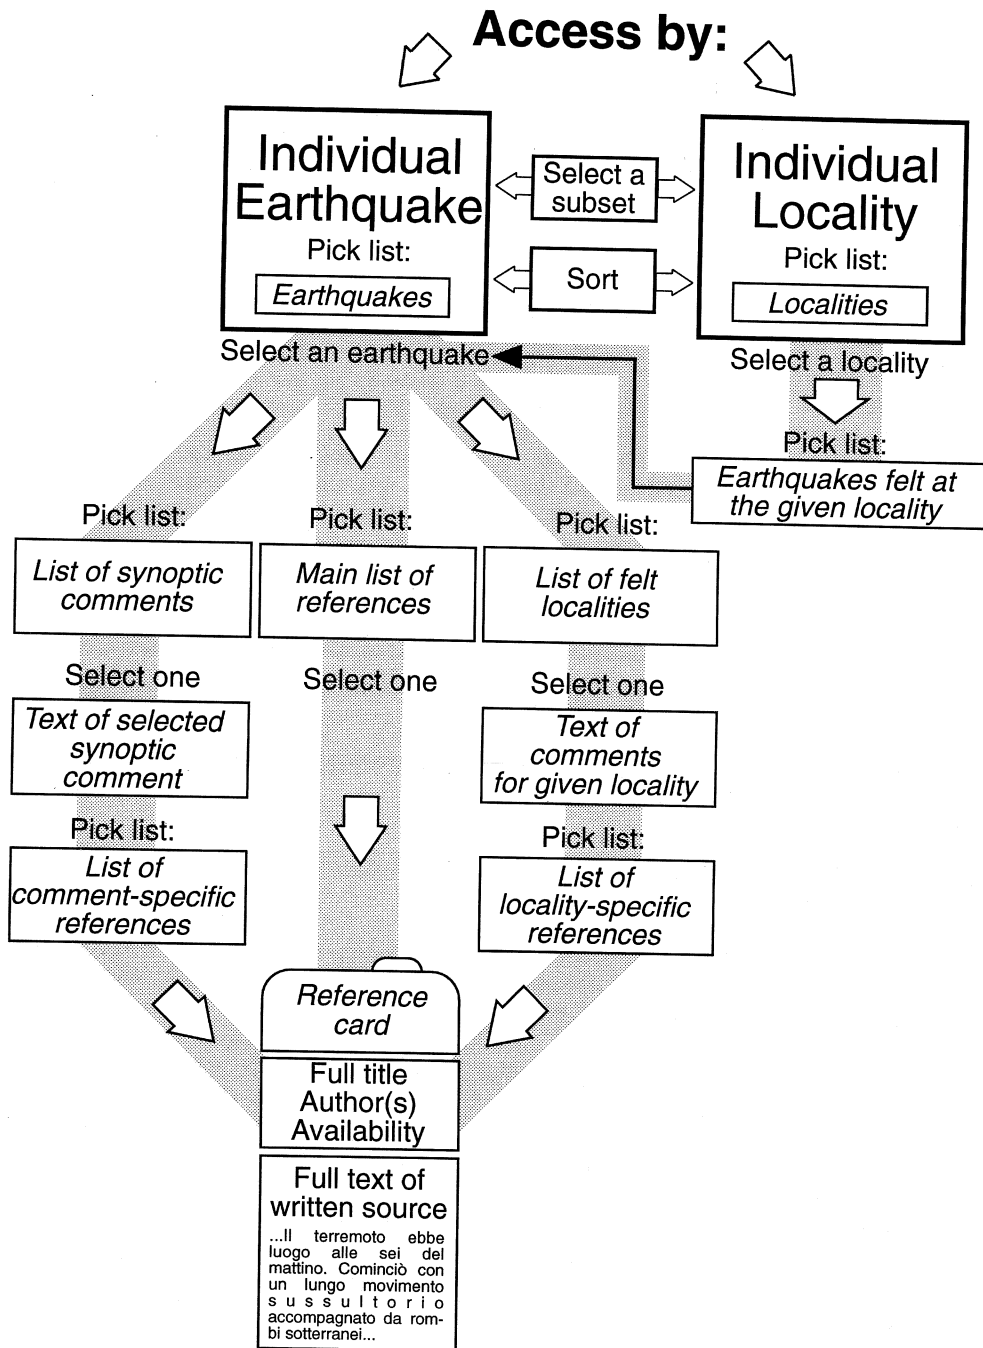 Access by:
Individual
Earthquake
Pick list:
Earthquakes
Select a
subset
Sort
Individual
Locality
Pick list:
Localities
Select an earthquake
Select a locality
Pick list:
Earthquakes felt at
the given locality
Pick list:
List of synoptic
comments
Select one
Text of selected
synoptic
comment
Pick list:
List of
comment-specific
references
Pick list:
Main list of
references
Select one
Pick list:
List of felt
localities
Select one
Text of
comments
for given locality
Pick list:
List of
locality-specific
references
Reference
card
Full title
Author(s)
Availability
Full text of
written source
...Il terremoto ebbe
luogo alle sei del
mattino. Cominciò con
un lungo movimento
sussultorio
accompagnato da rom-
bi sotterranei...